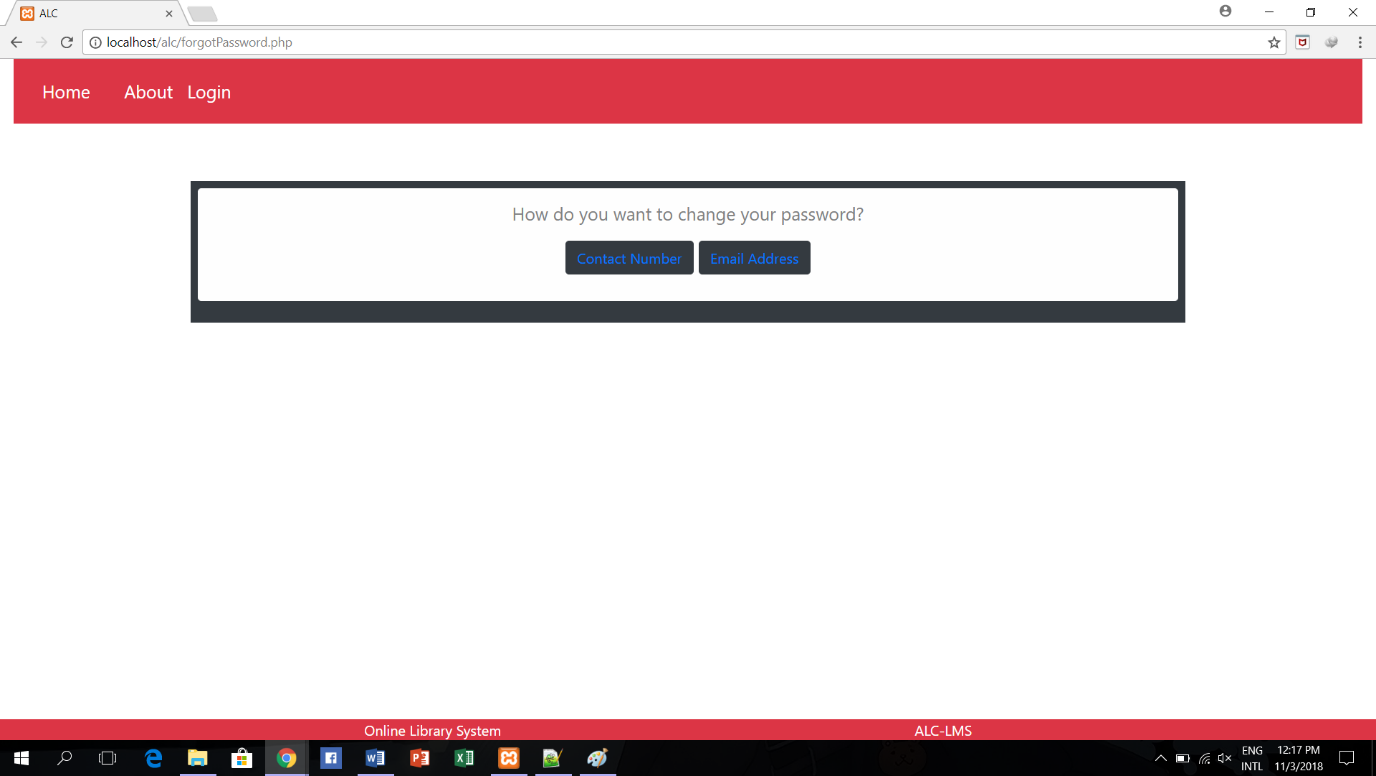 ALC
localhost/alc/forgotPassword.php
Home About Login
How do you want to change your password?
Contact Number Email Address
Online Library System ALC-LMS
ENG 12:17 PM
INTL 11/3/2018